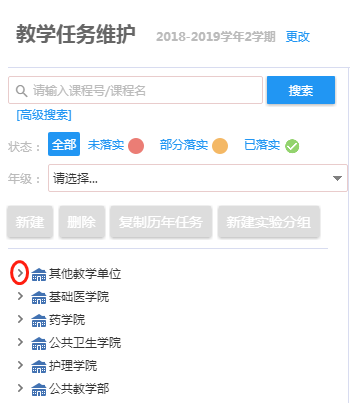 教学任务维护 2018-2019学年2学期 更改
请输入课程号/课程名 搜索
[高级搜索]
状态： 全部 未落实 部分落实 已落实
年级： 请选择...
新建 删除 复制历年任务 新建实验分组
其他教学单位
基础医学院
药学院
公共卫生学院
护理学院
公共教学部